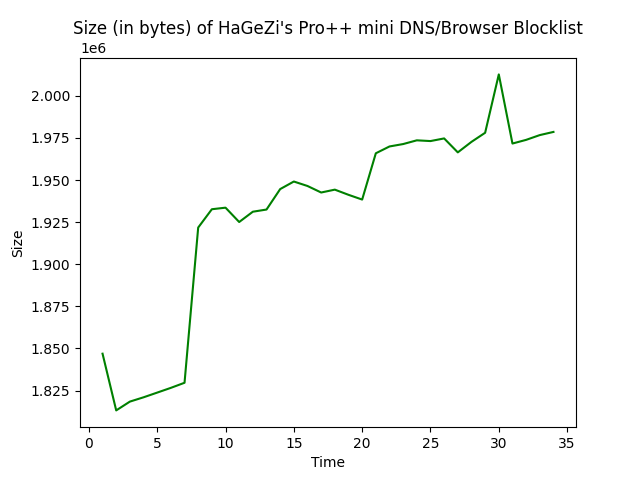 Size (in bytes) of HaGeZi's Pro++ mini DNS/Browser Blocklist
1e6
2.000
1.975
1.950
1.925
1.900
1.875
1.850
1.825
Size
0 5 10 15 20 25 30 35
Time